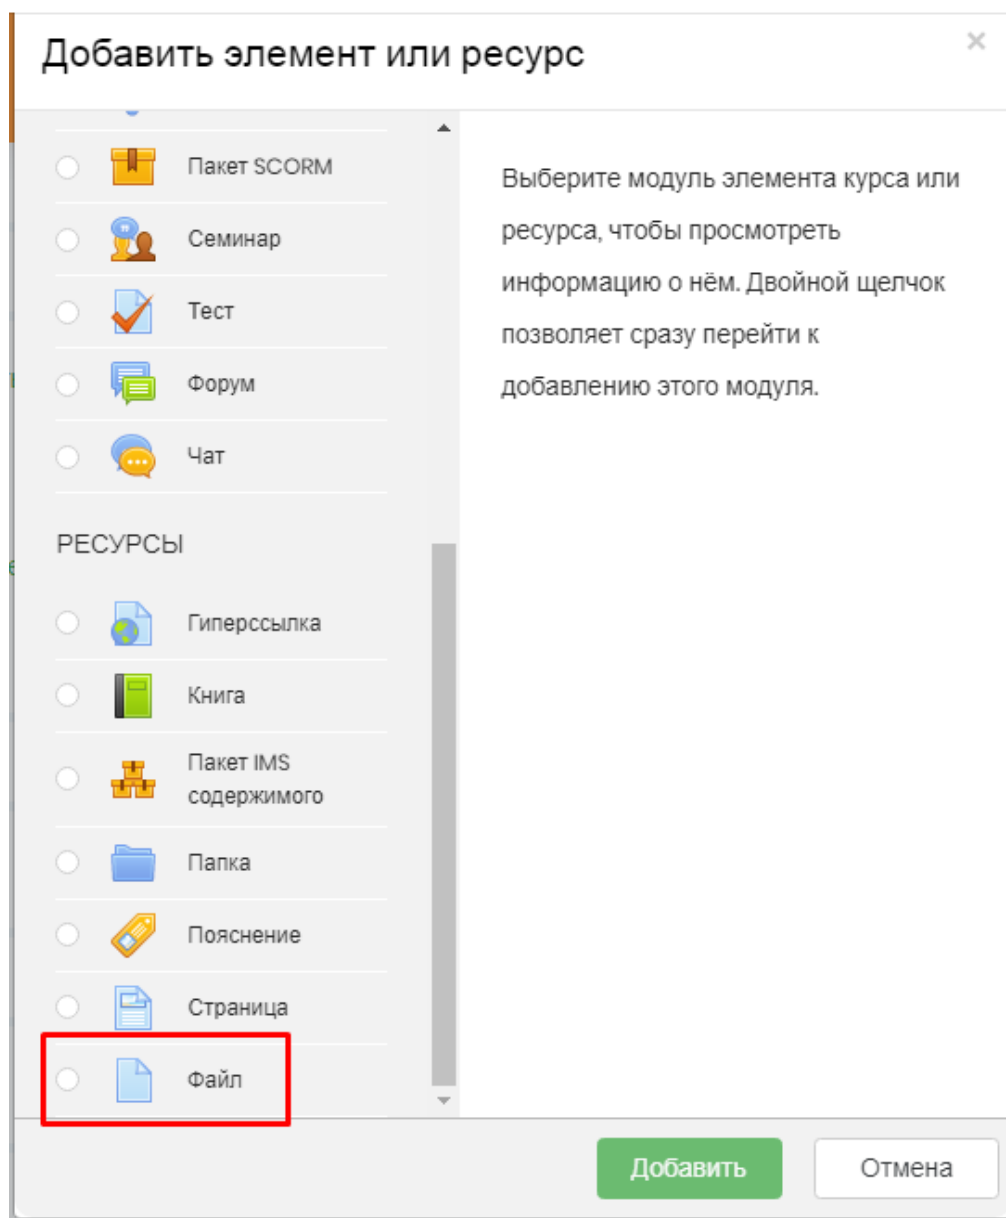 Добавить элемент или ресурс
×
Пакет SCORM
Семинар
Тест
Форум
Чат
РЕСУРСЫ
Гиперссылка
Книга
Пакет IMS
содержимого
Папка
Пояснение
Страница
Файл
Выберите модуль элемента курса или
ресурса, чтобы просмотреть
информацию о нём. Двойной щелчок
позволяет сразу перейти к
добавлению этого модуля.
Добавить
Отмена